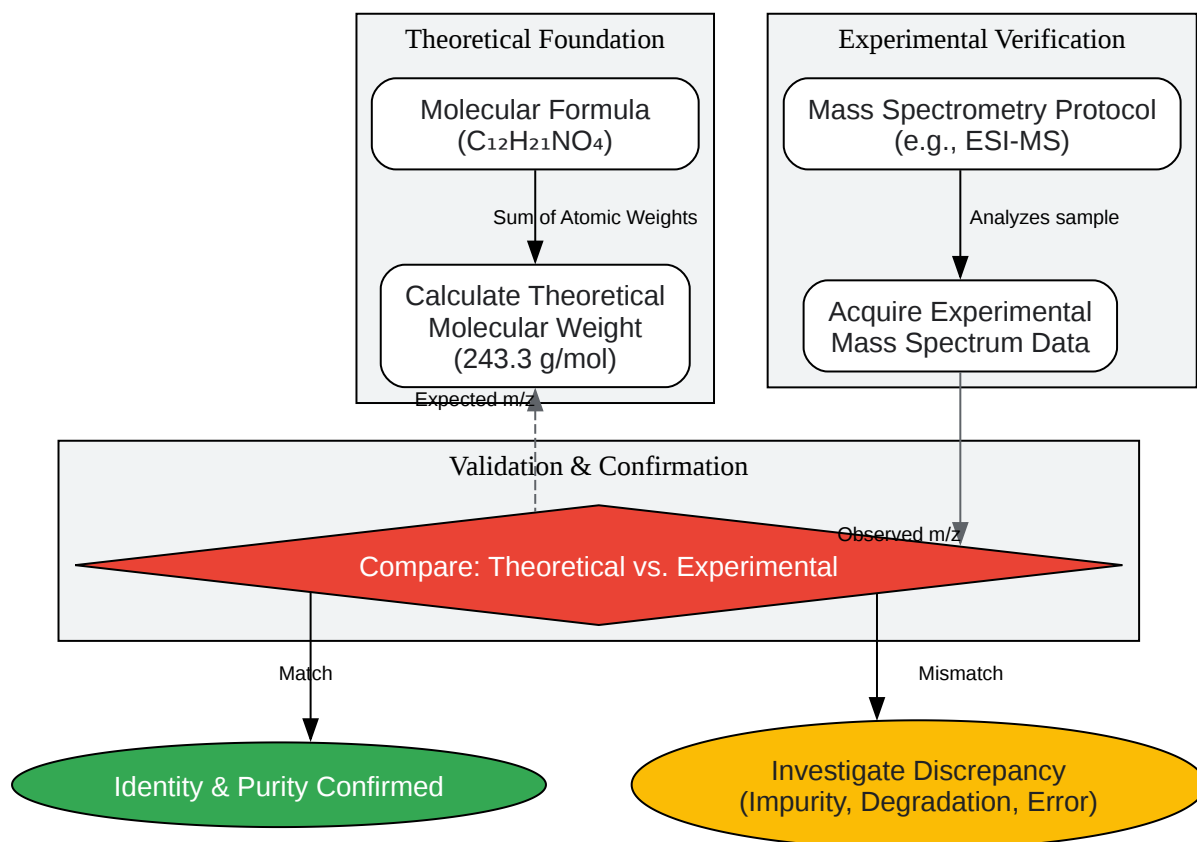 Theoretical Foundation
Molecular Formula
(C₁₂H₂₁NO₄)
Sum of Atomic Weights
Calculate Theoretical
Molecular Weight
(243.3 g/mol)
Expected m/z
Experimental Verification
Mass Spectrometry Protocol
(e.g., ESI-MS)
Analyzes sample
Acquire Experimental
Mass Spectrum Data
Validation & Confirmation
Observed m/z
Compare: Theoretical vs. Experimental
Match
Mismatch
Identity & Purity Confirmed
Investigate Discrepancy
(Impurity, Degradation, Error)